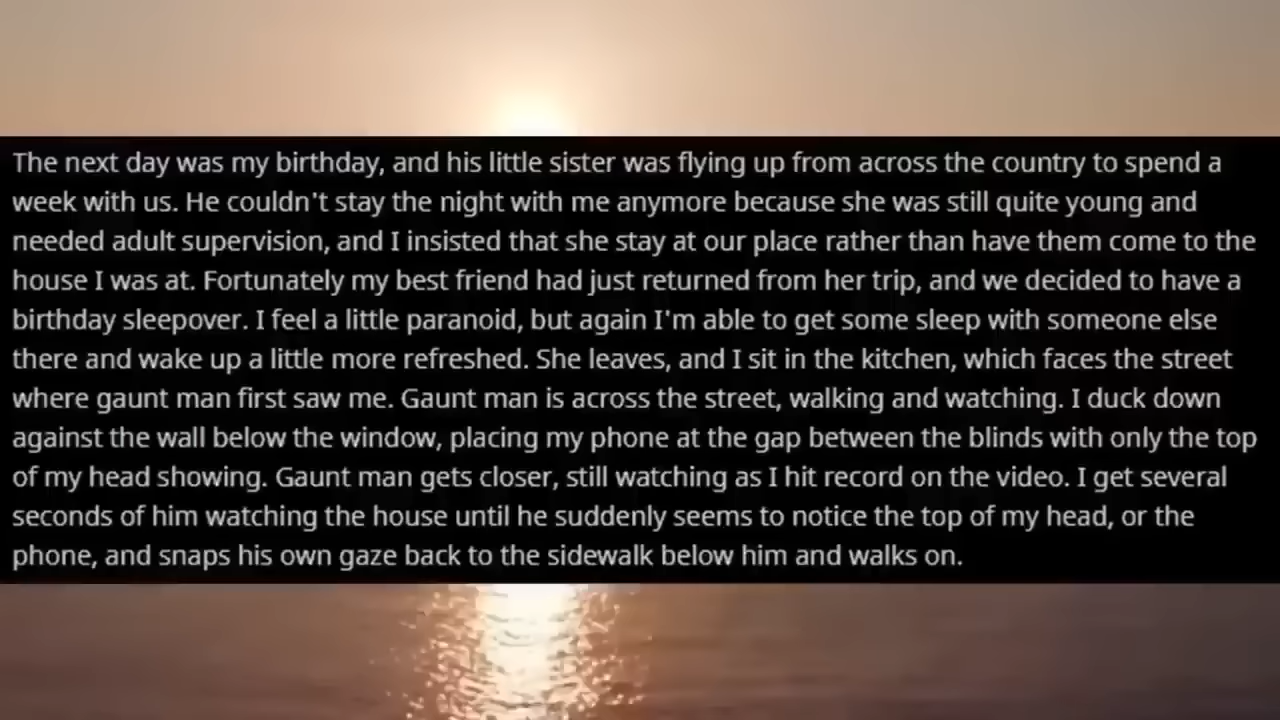 The next day was my birthday, and his little sister was flying up from across the country to spend a
week with us. He couldn't stay the night with me anymore because she was still quite young and
needed adult supervision, and I insisted that she stay at our place rather than have them come to the
house I was at. Fortunately my best friend had just returned from her trip, and we decided to have a
birthday sleepover. I feel a little paranoid, but again I'm able to get some sleep with someone else
there and wake up a little more refreshed. She leaves, and I sit in the kitchen, which faces the street
where gaunt man first saw me. Gaunt man is across the street, walking and watching. I duck down
against the wall below the window, placing my phone at the gap between the blinds with only the top
of my head showing. Gaunt man gets closer, still watching as I hit record on the video. I get several
seconds of him watching the house until he suddenly seems to notice the top of my head, or the
phone, and snaps his own gaze back to the sidewalk below him and walks on.